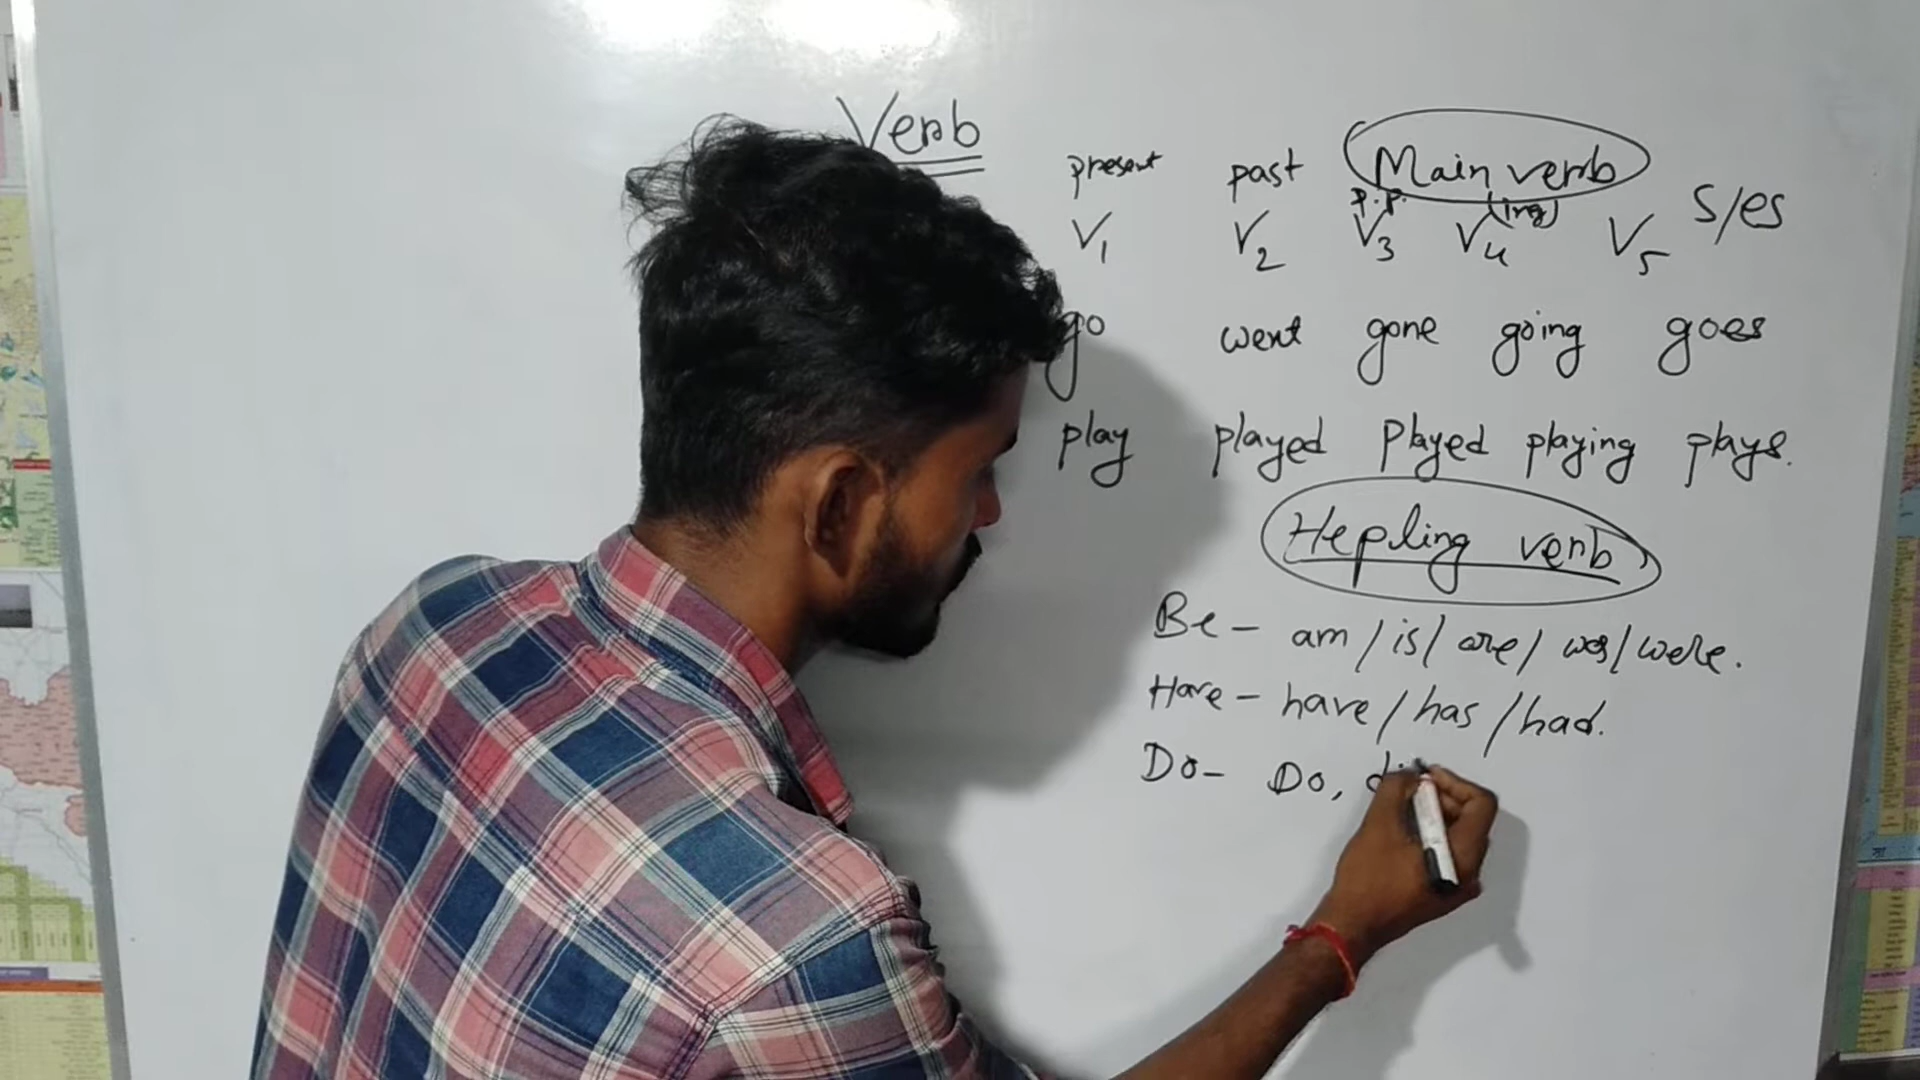 Verb
Main verb
present past P.P. (ing) S/es
V1 V2 V3 V4 V5
go went gone going goes
play played played playing plays.
Hepling verb
Be - am / is / are / was / were.
Have - have / has / had.
Do - Do, di